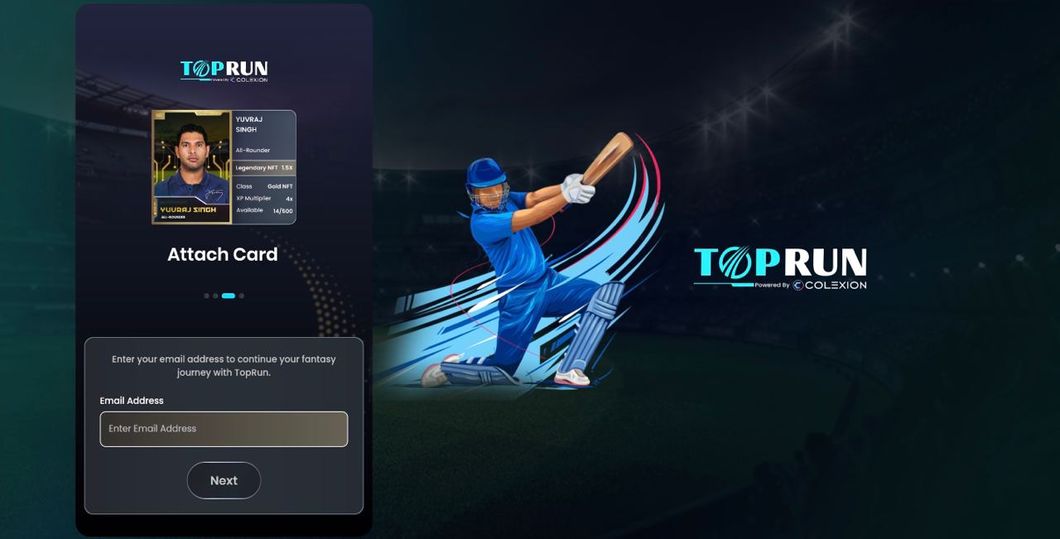 TOPRUN
Powered By COLEXION
YUVRAJ
SINGH
All-Rounder
Legendary NFT 1.5X
Class Gold NFT
XP Multiplier 4x
Available 14/500
YUVRAJ SINGH
ALL-ROUNDER
Attach Card
Enter your email address to continue your fantasy
journey with TopRun.
Email Address
Enter Email Address
Next
TOPRUN
Powered By COLEXION